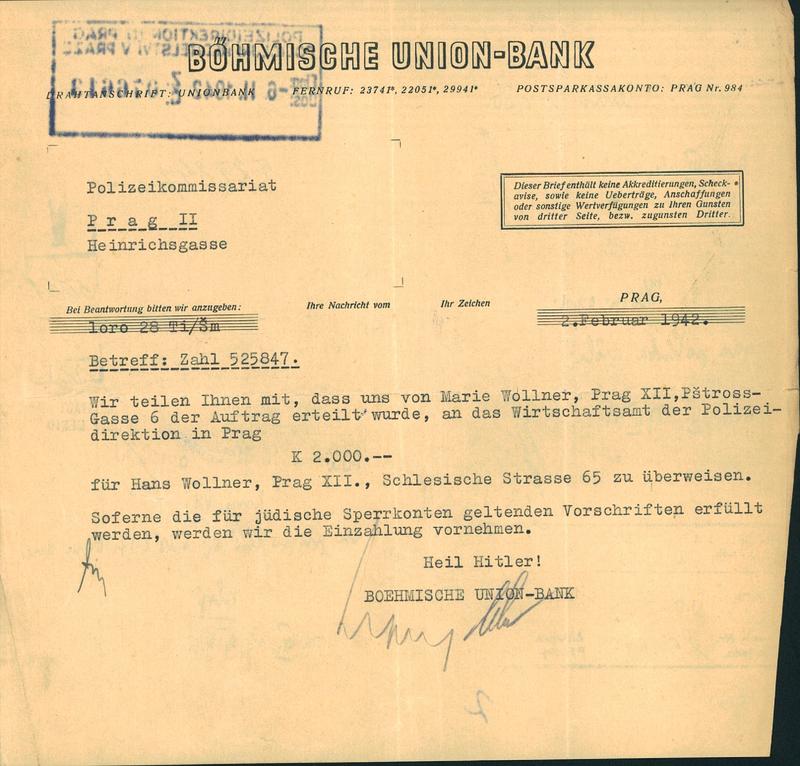 BÖHMISCHE UNION-BANK
DRAHTANSCHRIFT: UNIONBANK FERNRUF: 23741*, 22051*, 29941* POSTSPARKASSAKONTO: PRAG Nr. 984
Polizeikommissariat
Prag II
Heinrichsgasse
Dieser Brief enthält keine Akkreditierungen, Scheck-
avise, sowie keine Ueberträge, Anschaffungen
oder sonstige Wertverfügungen zu Ihren Gunsten
von dritter Seite, bezw. zugunsten Dritter.
Bei Beantwortung bitten wir anzugeben: Ihre Nachricht vom Ihr Zeichen PRAG,
loro 28 Ti/Šm 2.Februar 1942.
Betreff: Zahl 525847.
Wir teilen Ihnen mit, dass uns von Marie Wollner, Prag XII,Pštross-
Gasse 6 der Auftrag erteilt wurde, an das Wirtschaftsamt der Polizei-
direktion in Prag
K 2.000.--
für Hans Wollner, Prag XII., Schlesische Strasse 65 zu überweisen.
Soferne die für jüdische Sperrkonten geltenden Vorschriften erfüllt
werden, werden wir die Einzahlung vornehmen.
Heil Hitler!
BOEHMISCHE UNION-BANK